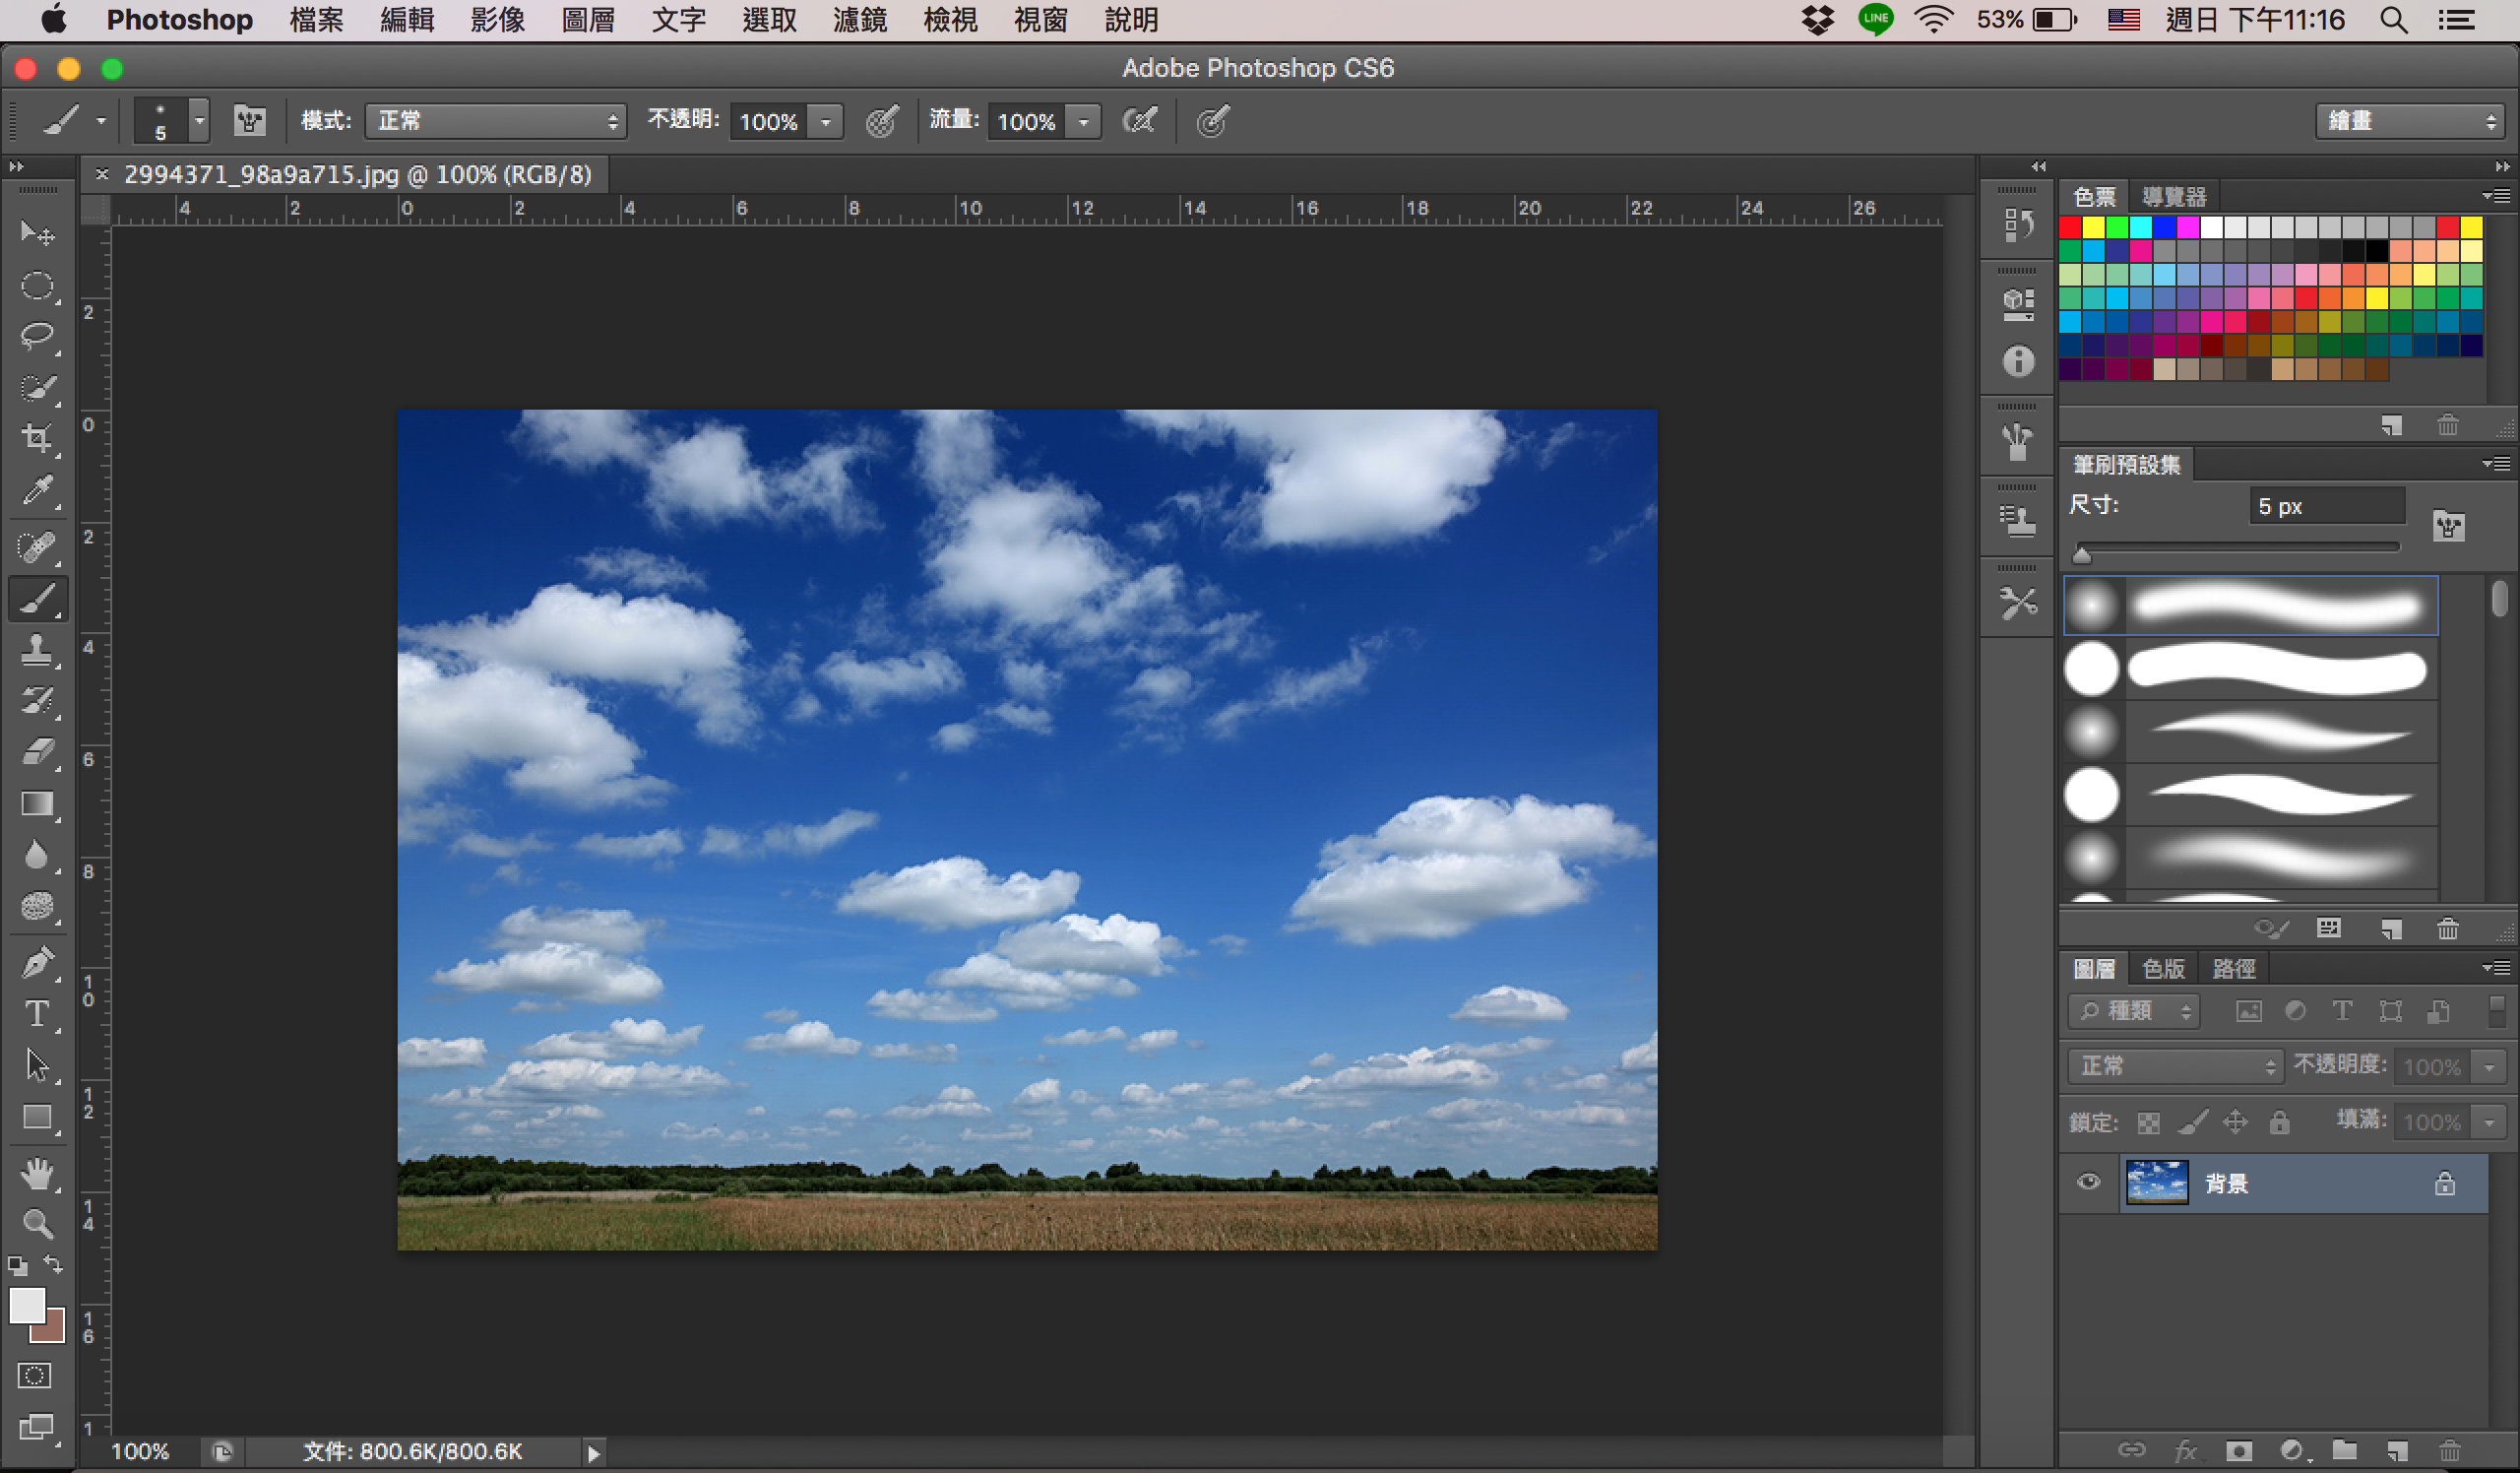 Photoshop 檔案 編輯 影像 圖層 文字 選取 濾鏡 檢視 視窗 說明 LINE 53% 週日 下午11:16
Adobe Photoshop CS6
5 模式: 正常 不透明: 100% 流量: 100% 繪畫
× 2994371_98a9a715.jpg @ 100% (RGB/8)
4 2 0 2 4 6 8 10 12 14 16 18 20 22 24 26
2
0
2
4
6
8
10
12
14
16
1
色票 導覽器
筆刷預設集
尺寸: 5 px
圖層 色版 路徑
種類 T
正常 不透明度: 100%
鎖定: 填滿: 100%
背景
T
fx
100% 文件: 800.6K/800.6K